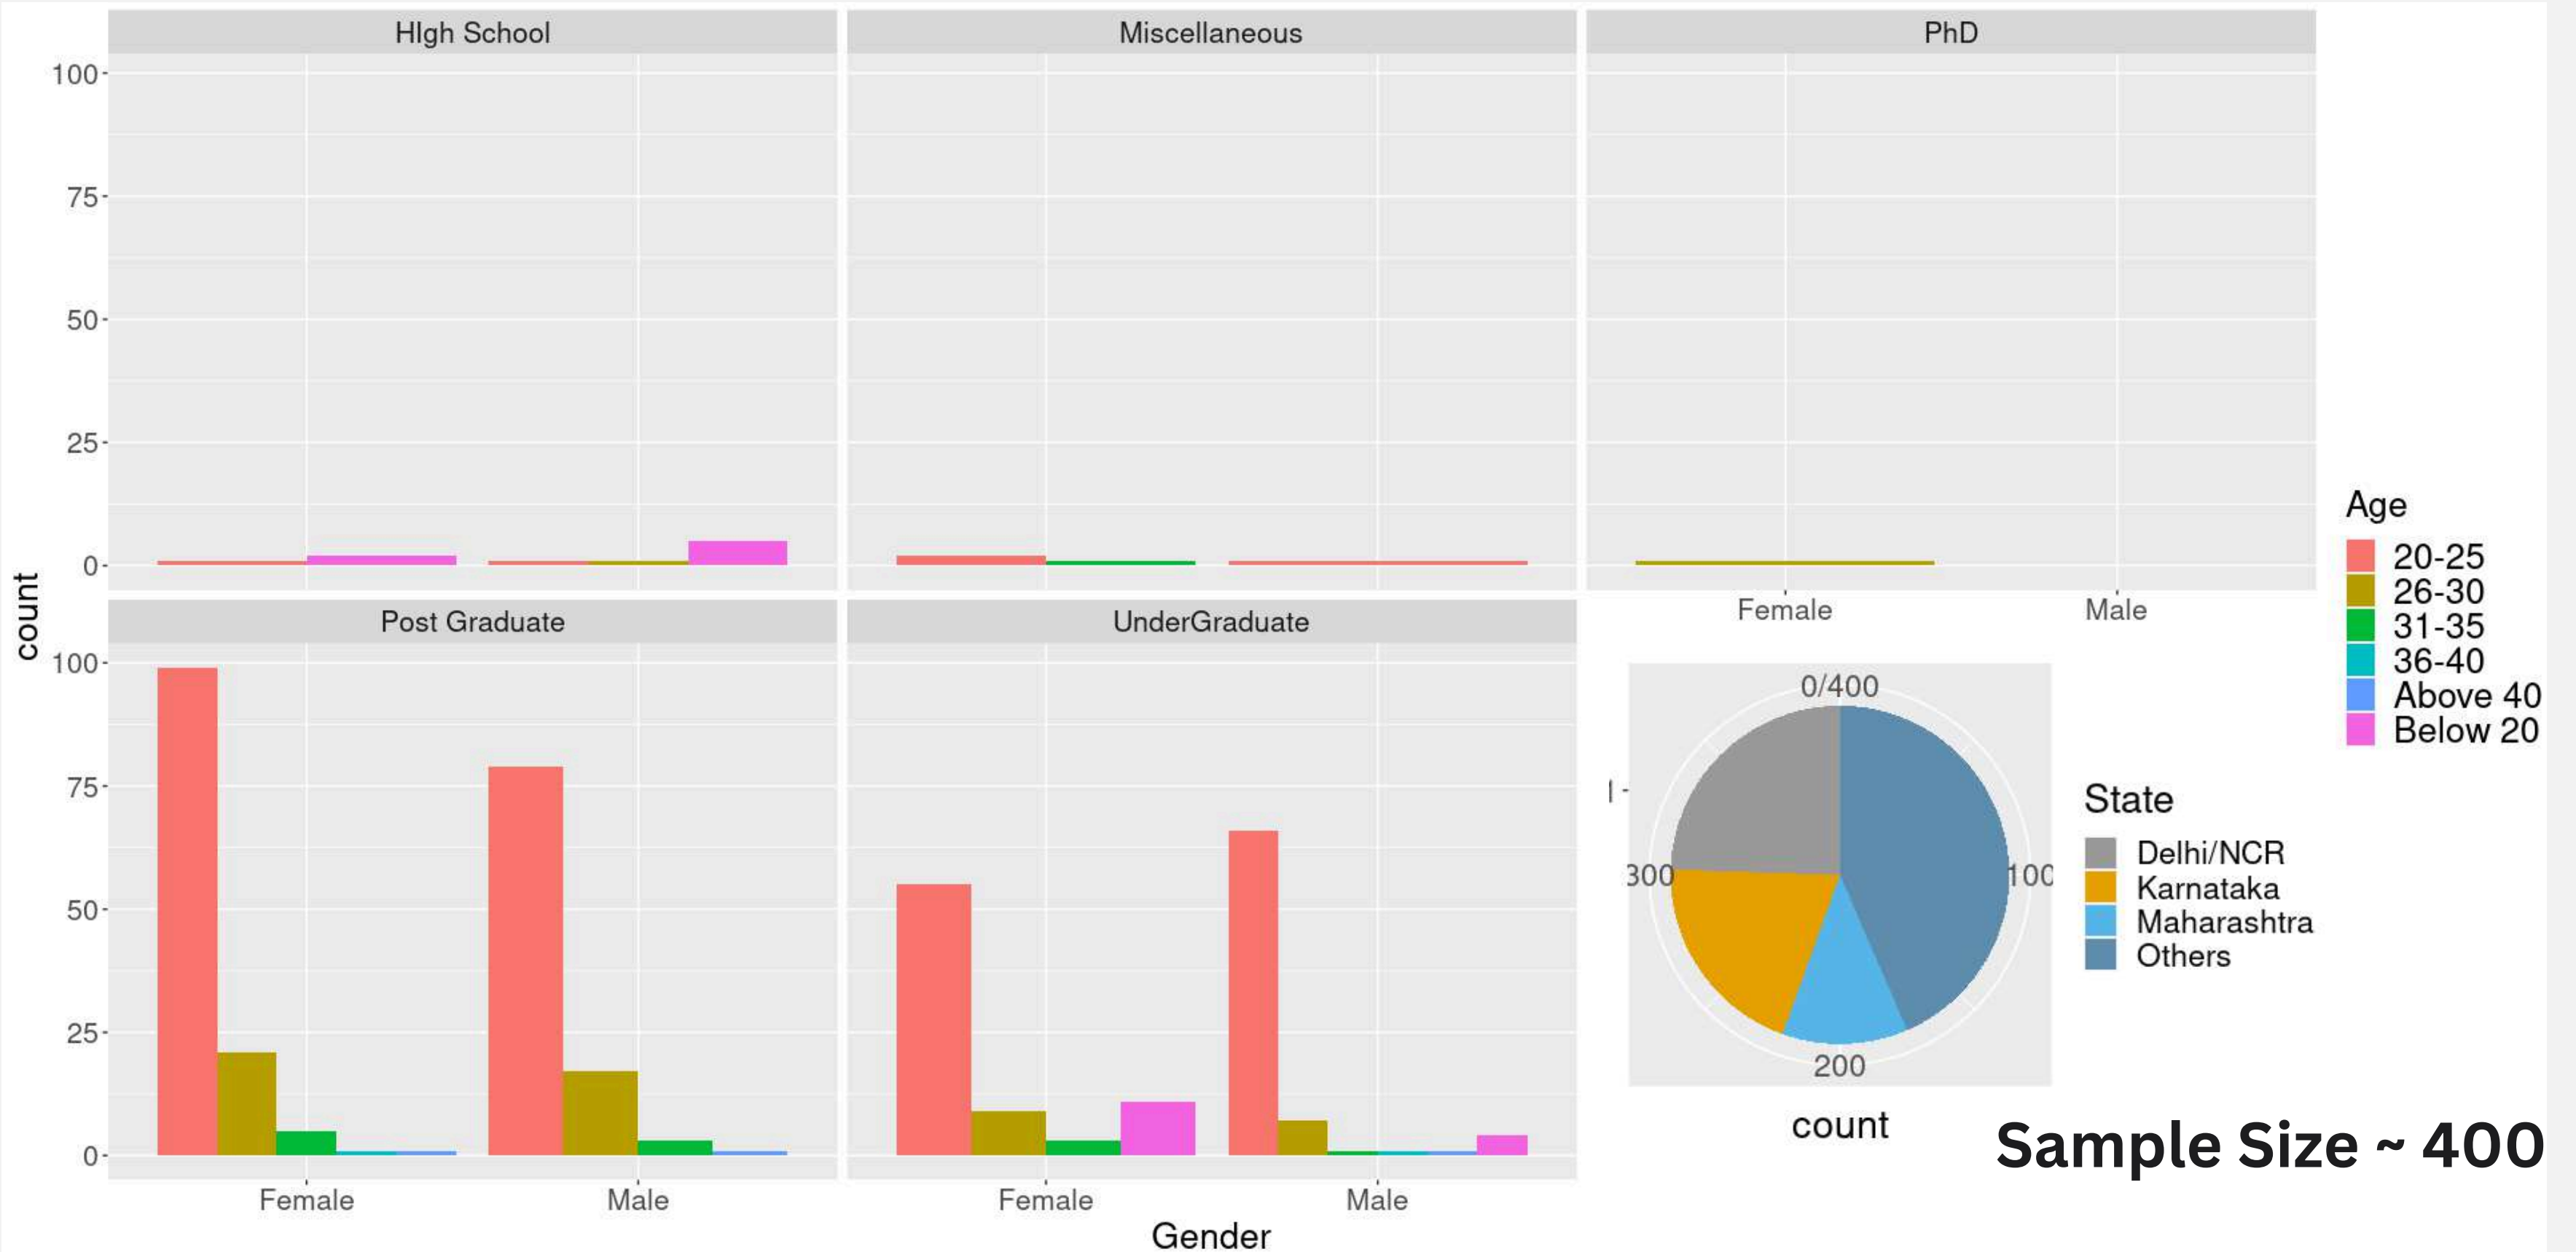 HIgh School
Miscellaneous
PhD
100
75
50
25
0
count
Female
Male
Post Graduate
UnderGraduate
100
75
50
25
0
Female
Male
Female
Male
Gender
Age
20-25
26-30
31-35
36-40
Above 40
Below 20
0/400
100
200
300
count
State
Delhi/NCR
Karnataka
Maharashtra
Others
Sample Size ~ 400